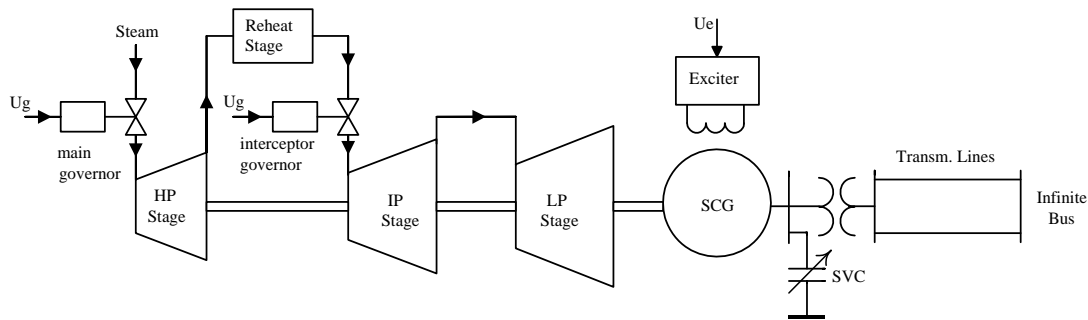 Steam
Reheat
Stage
Ue
Exciter
Ug
main
governor
Ug
interceptor
governor
HP
Stage
IP
Stage
LP
Stage
SCG
Transm. Lines
Infinite
Bus
SVC